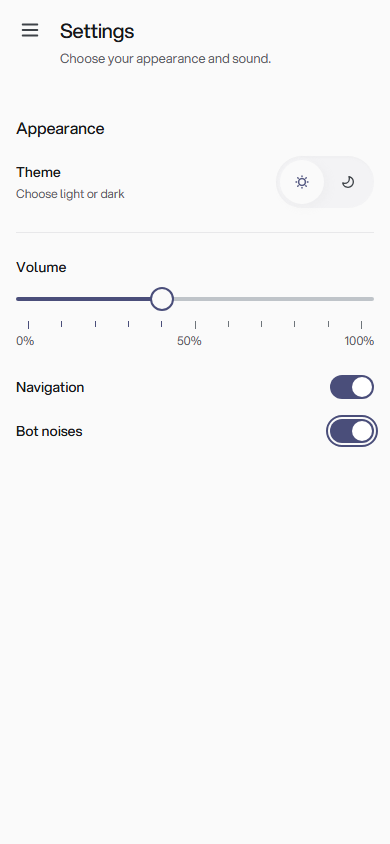 Settings
Choose your appearance and sound.
Appearance
Theme
Choose light or dark
Volume
0% 50% 100%
Navigation
Bot noises